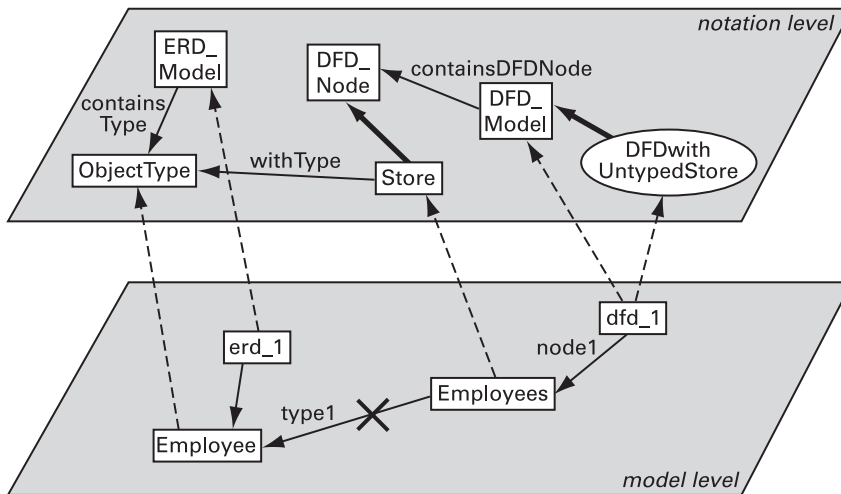 notation level
ERD_
Model
DFD_
Node
containsDFDNode
DFD_
Model
contains
Type
withType
DFDwith
UntypedStore
ObjectType
Store
dfd_1
erd_1
node1
Employees
type1
Employee
model level